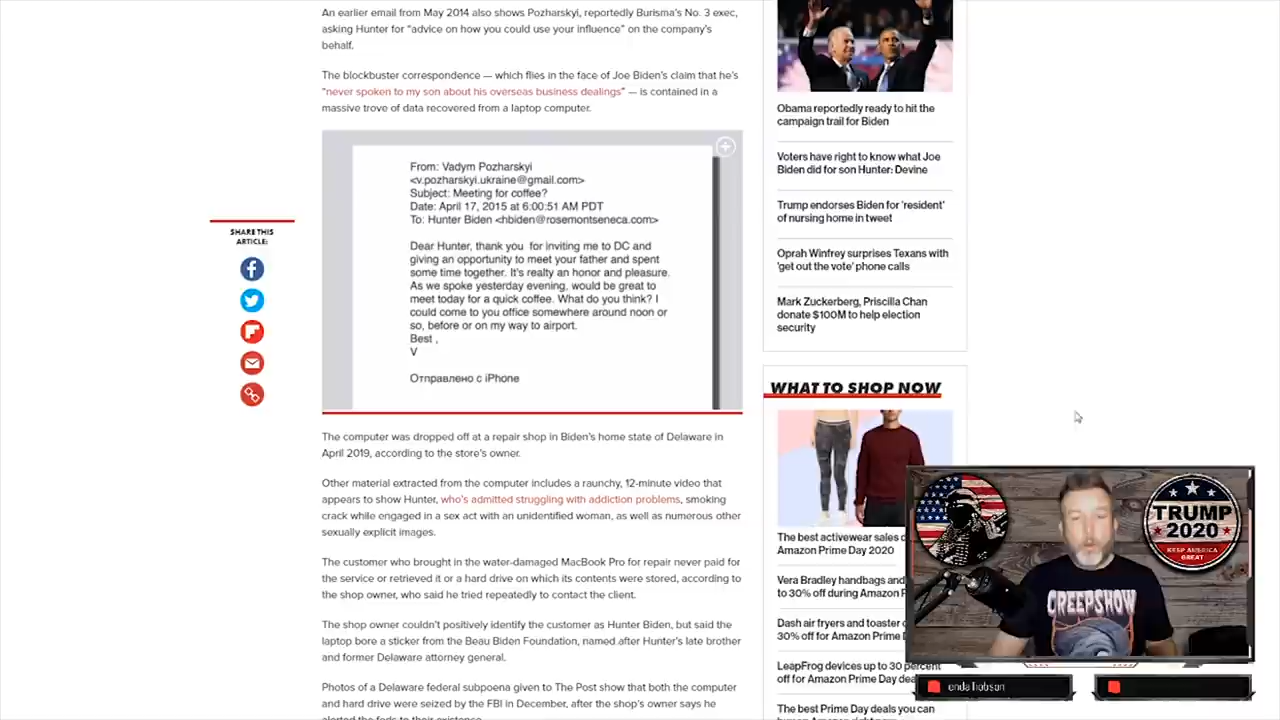 An earlier email from May 2014 also shows Pozharskyi, reportedly Burisma's No. 3 exec,
asking Hunter for "advice on how you could use your influence" on the company's
behalf.
The blockbuster correspondence — which flies in the face of Joe Biden's claim that he's
"never spoken to my son about his overseas business dealings" — is contained in a
massive trove of data recovered from a laptop computer.
SHARE THIS
ARTICLE:
From: Vadym Pozharskyi
<v.pozharskyi.ukraine@gmail.com>
Subject: Meeting for coffee?
Date: April 17, 2015 at 6:00:51 AM PDT
To: Hunter Biden <hbiden@rosemontseneca.com>
Dear Hunter, thank you for inviting me to DC and
giving an opportunity to meet your father and spent
some time together. It's realty an honor and pleasure.
As we spoke yesterday evening, would be great to
meet today for a quick coffee. What do you think? I
could come to you office somewhere around noon or
so, before or on my way to airport.
Best ,
V
Отправлено с iPhone
The computer was dropped off at a repair shop in Biden's home state of Delaware in
April 2019, according to the store's owner.
Other material extracted from the computer includes a raunchy, 12-minute video that
appears to show Hunter, who's admitted struggling with addiction problems, smoking
crack while engaged in a sex act with an unidentified woman, as well as numerous other
sexually explicit images.
The customer who brought in the water-damaged MacBook Pro for repair never paid for
the service or retrieved it or a hard drive on which its contents were stored, according to
the shop owner, who said he tried repeatedly to contact the client.
The shop owner couldn't positively identify the customer as Hunter Biden, but said the
laptop bore a sticker from the Beau Biden Foundation, named after Hunter's late brother
and former Delaware attorney general.
Photos of a Delaware federal subpoena given to The Post show that both the computer
and hard drive were seized by the FBI in December, after the shop's owner says he
alerted the feds to their existence.
Obama reportedly ready to hit the
campaign trail for Biden
Voters have right to know what Joe
Biden did for son Hunter: Devine
Trump endorses Biden for 'resident'
of nursing home in tweet
Oprah Winfrey surprises Texans with
'get out the vote' phone calls
Mark Zuckerberg, Priscilla Chan
donate $100M to help election
security
WHAT TO SHOP NOW
The best activewear sales
Amazon Prime Day 2020
Vera Bradley handbags and
to 30% off during Amazon
Dash air fryers and toaster
30% off for Amazon Prime
LeapFrog devices up to 30 percent
off for Amazon Prime
The best Prime Day deals you can
TRUMP
2020
KEEP AMERICA
GREAT
CREEPSHOW